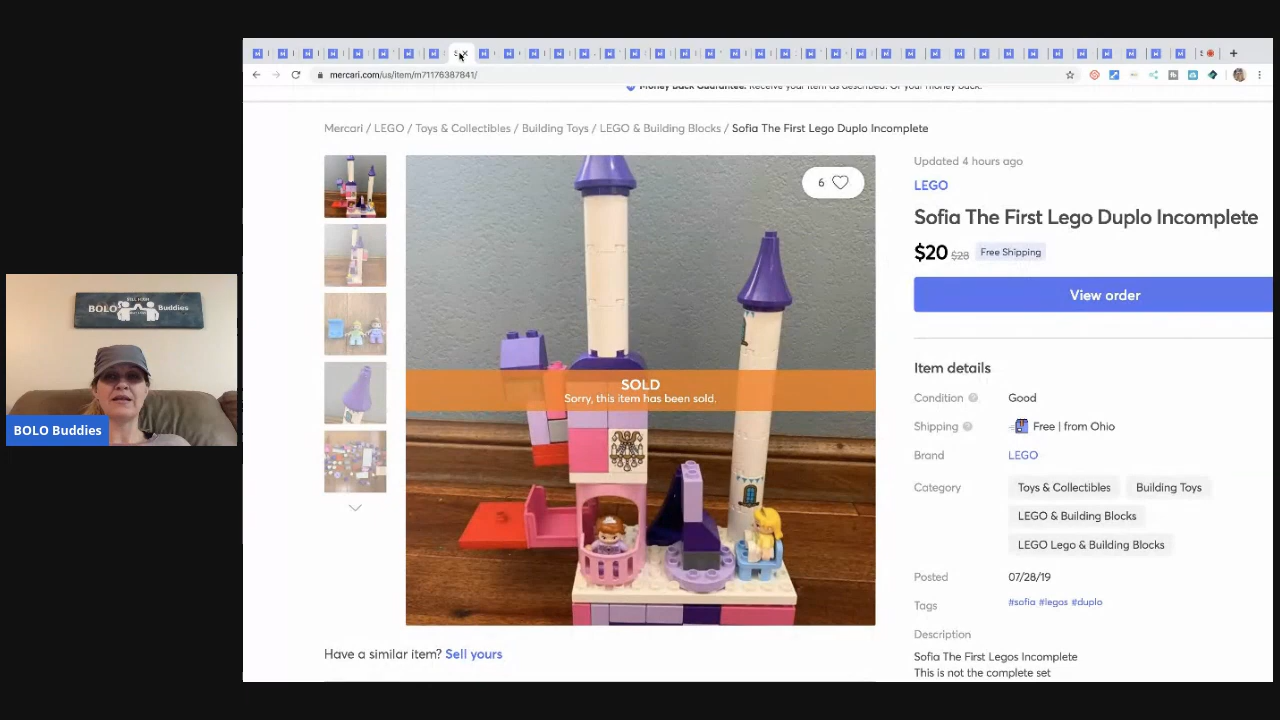 mercari.com/us/item/m71176387841/
Money Back Guarantee. Receive your item as described. Or your money back.
Mercari / LEGO / Toys & Collectibles / Building Toys / LEGO & Building Blocks / Sofia The First Lego Duplo Incomplete
6
Updated 4 hours ago
LEGO
Sofia The First Lego Duplo Incomplete
$20 $28 Free Shipping
View order
SOLD
Sorry, this item has been sold.
Item details
Condition Good
Shipping Free | from Ohio
Brand LEGO
Category Toys & Collectibles Building Toys
LEGO & Building Blocks
LEGO Lego & Building Blocks
Posted 07/28/19
Tags #sofia #legos #duplo
Description
Sofia The First Legos Incomplete
This is not the complete set
Have a similar item? Sell yours
BOLO Buddies
BOLO Buddies